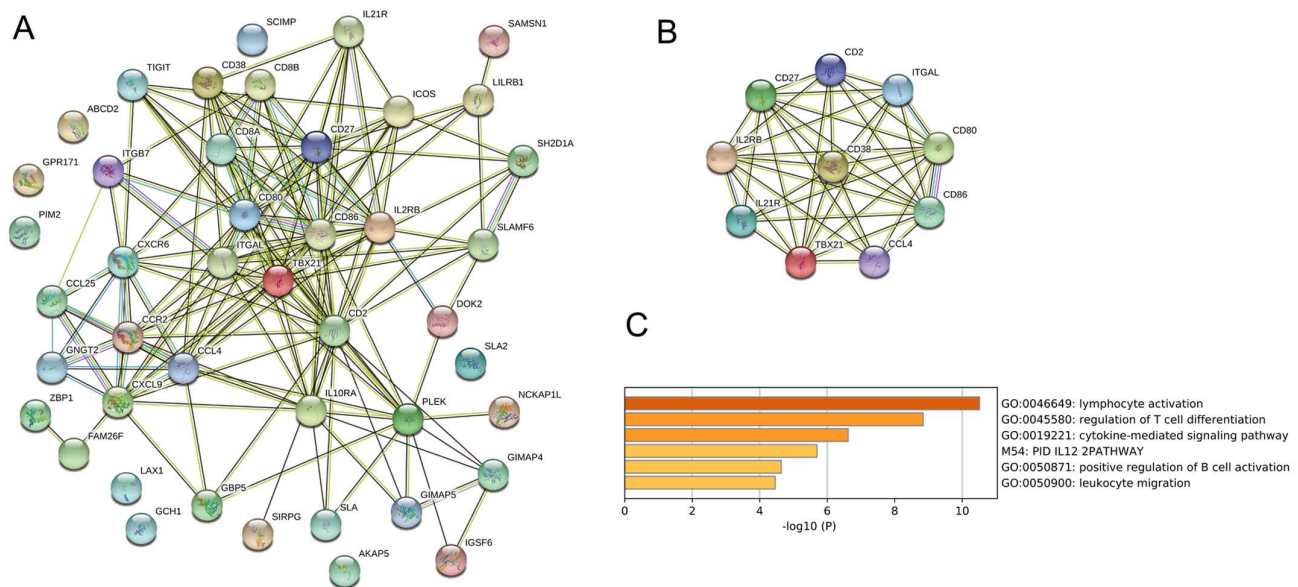 A
SCIMP
IL21R
SAMSN1
TIGIT
CD38
CD8B
LILRB1
ABCD2
ICOS
CD8A
CD27
SH2D1A
GPR171
ITGB7
CD80
CD86
IL2RB
PIM2
SLAMF6
CXCR6
ITGAL
TBX21
CCL25
DOK2
CCR2
CD2
GNGT2
CCL4
SLA2
CXCL9
IL10RA
PLEK
NCKAP1L
ZBP1
FAM26F
LAX1
GIMAP4
GBP5
GIMAP5
GCH1
SIRPG
SLA
IGSF6
AKAP5
B
CD2
CD27
ITGAL
IL2RB
CD80
CD38
IL21R
CD86
TBX21
CCL4
C
GO:0046649: lymphocyte activation
GO:0045580: regulation of T cell differentiation
GO:0019221: cytokine-mediated signaling pathway
M54: PID IL12 2PATHWAY
GO:0050871: positive regulation of B cell activation
GO:0050900: leukocyte migration
0 2 4 6 8 10
-log10 (P)